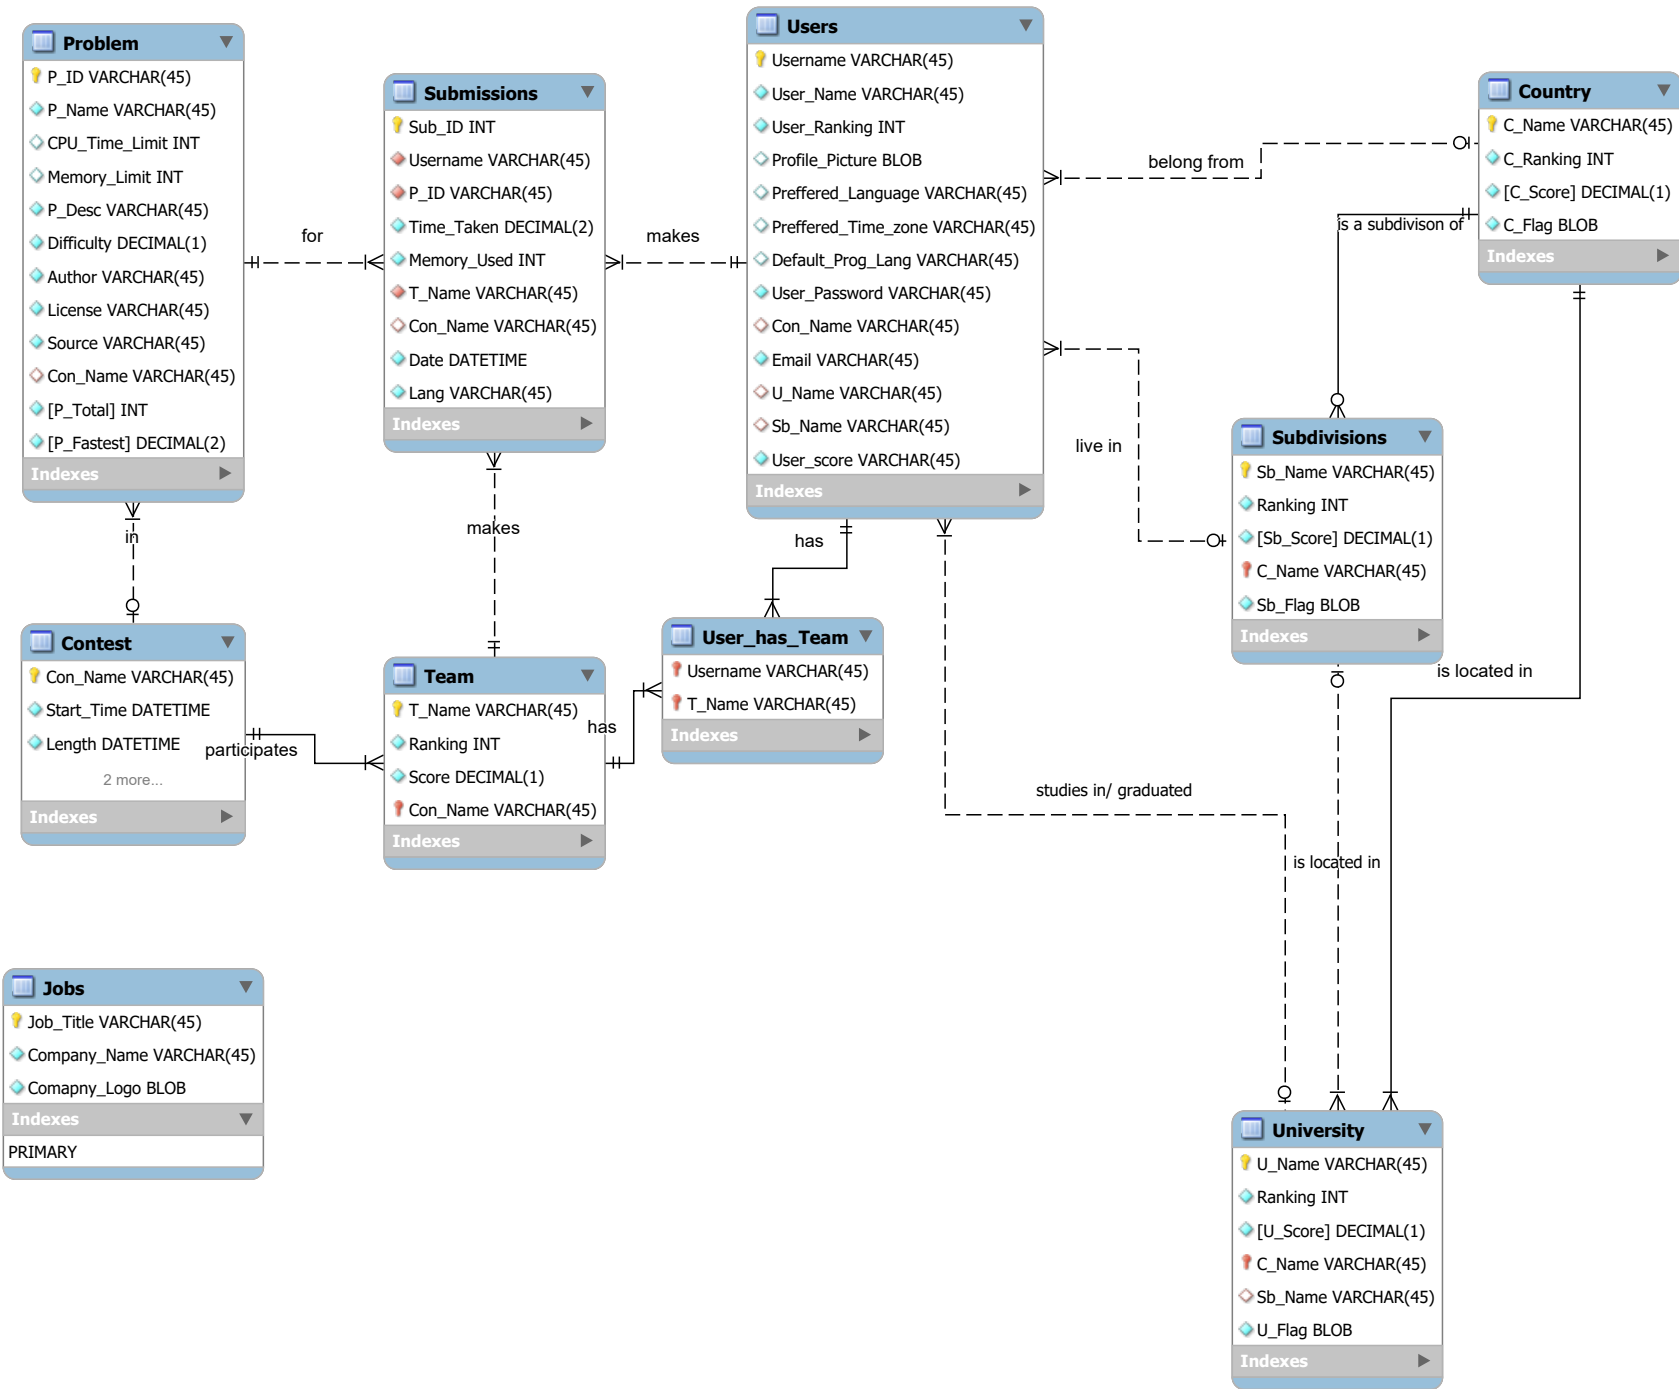 Problem
P_ID VARCHAR(45)
P_Name VARCHAR(45)
CPU_Time_Limit INT
Memory_Limit INT
P_Desc VARCHAR(45)
Difficulty DECIMAL(1)
Author VARCHAR(45)
License VARCHAR(45)
Source VARCHAR(45)
Con_Name VARCHAR(45)
[P_Total] INT
[P_Fastest] DECIMAL(2)
Indexes
for
Submissions
Sub_ID INT
Username VARCHAR(45)
P_ID VARCHAR(45)
Time_Taken DECIMAL(2)
Memory_Used INT
T_Name VARCHAR(45)
Con_Name VARCHAR(45)
Date DATETIME
Lang VARCHAR(45)
Indexes
makes
Users
Username VARCHAR(45)
User_Name VARCHAR(45)
User_Ranking INT
Profile_Picture BLOB
Preffered_Language VARCHAR(45)
Preffered_Time_zone VARCHAR(45)
Default_Prog_Lang VARCHAR(45)
User_Password VARCHAR(45)
Con_Name VARCHAR(45)
Email VARCHAR(45)
U_Name VARCHAR(45)
Sb_Name VARCHAR(45)
User_score VARCHAR(45)
Indexes
belong from
Country
C_Name VARCHAR(45)
C_Ranking INT
[C_Score] DECIMAL(1)
C_Flag BLOB
Indexes
is a subdivison of
live in
Subdivisions
Sb_Name VARCHAR(45)
Ranking INT
[Sb_Score] DECIMAL(1)
C_Name VARCHAR(45)
Sb_Flag BLOB
Indexes
is located in
in
makes
has
Contest
Con_Name VARCHAR(45)
Start_Time DATETIME
Length DATETIME
2 more...
Indexes
participates
Team
T_Name VARCHAR(45)
Ranking INT
Score DECIMAL(1)
Con_Name VARCHAR(45)
Indexes
has
User_has_Team
Username VARCHAR(45)
T_Name VARCHAR(45)
Indexes
studies in/ graduated
is located in
Jobs
Job_Title VARCHAR(45)
Company_Name VARCHAR(45)
Comapny_Logo BLOB
Indexes
PRIMARY
University
U_Name VARCHAR(45)
Ranking INT
[U_Score] DECIMAL(1)
C_Name VARCHAR(45)
Sb_Name VARCHAR(45)
U_Flag BLOB
Indexes